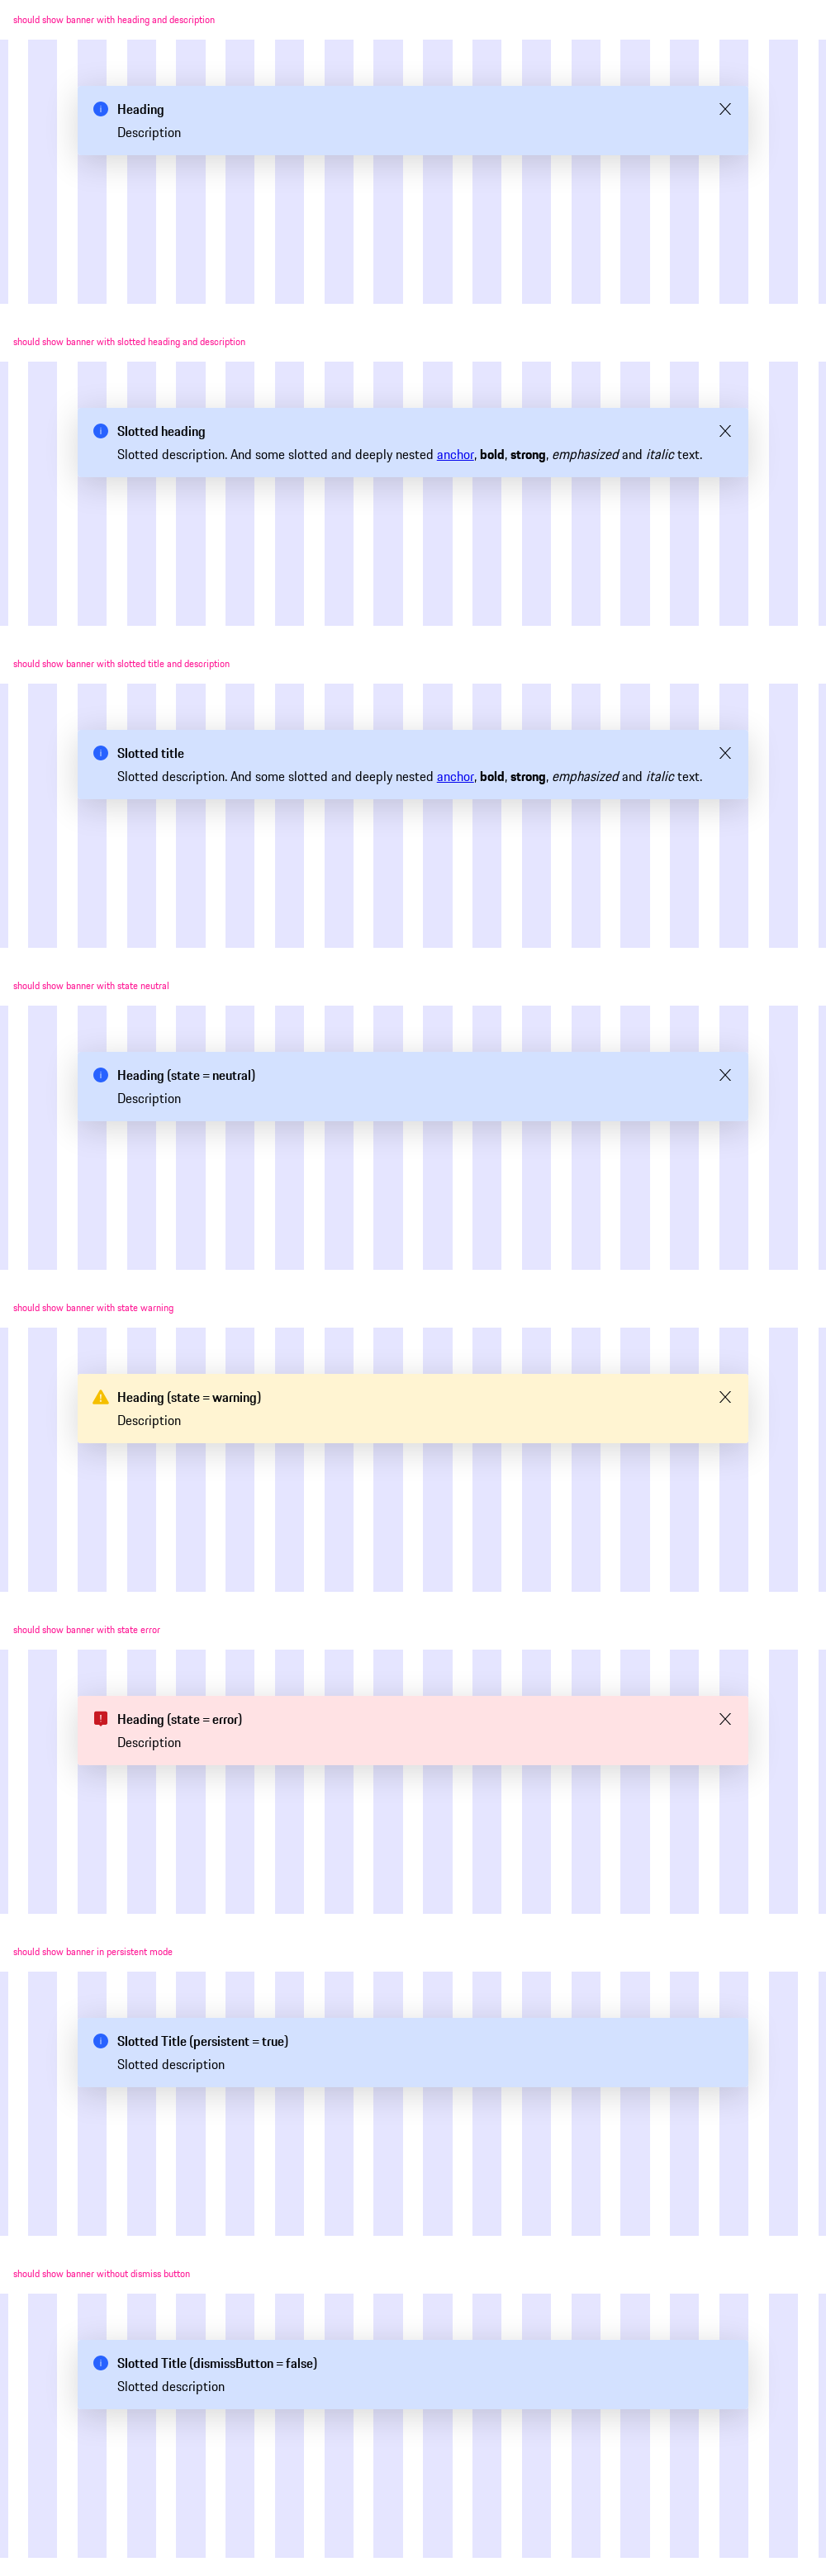 should show banner with heading and description
Heading
Description
should show banner with slotted heading and description
Slotted heading
Slotted description. And some slotted and deeply nested anchor, bold, strong, emphasized and italic text.
should show banner with slotted title and description
Slotted title
Slotted description. And some slotted and deeply nested anchor, bold, strong, emphasized and italic text.
should show banner with state neutral
Heading (state = neutral)
Description
should show banner with state warning
Heading (state = warning)
Description
should show banner with state error
Heading (state = error)
Description
should show banner in persistent mode
Slotted Title (persistent = true)
Slotted description
should show banner without dismiss button
Slotted Title (dismissButton = false)
Slotted description